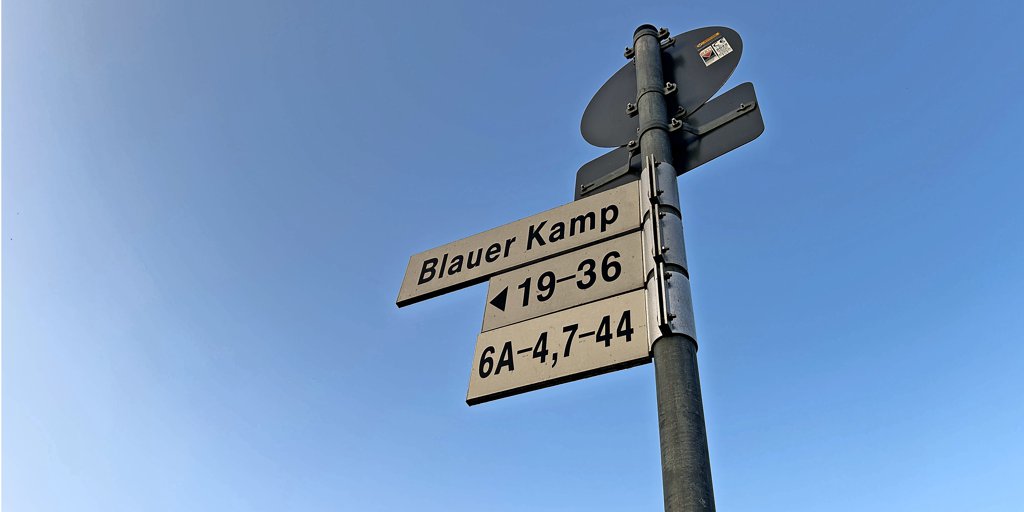 Blauer Kamp
◀ 19–36
6A–4,7–44